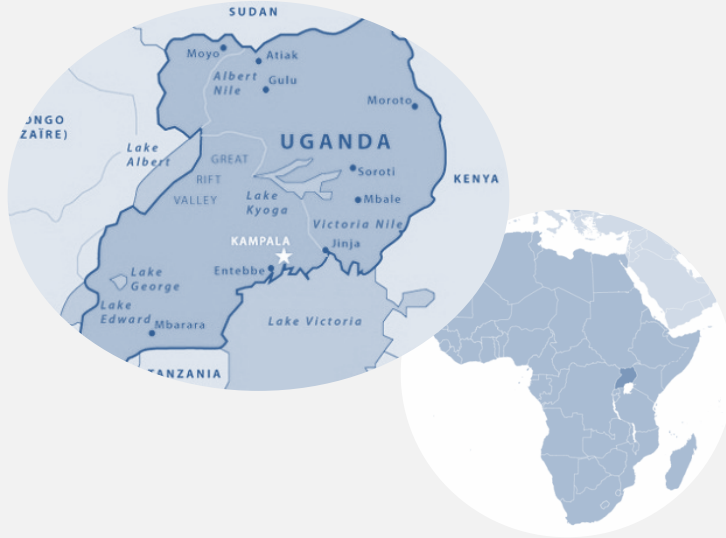 SUDAN
Moyo
Atiak
Albert
Nile
Gulu
Moroto
ONGO
ZAÏRE)
UGANDA
Lake
Albert
GREAT
RIFT
VALLEY
Soroti
KENYA
Lake
Kyoga
Mbale
Victoria Nile
KAMPALA
Jinja
Entebbe
Lake
George
Lake
Edward
Mbarara
Lake Victoria
TANZANIA